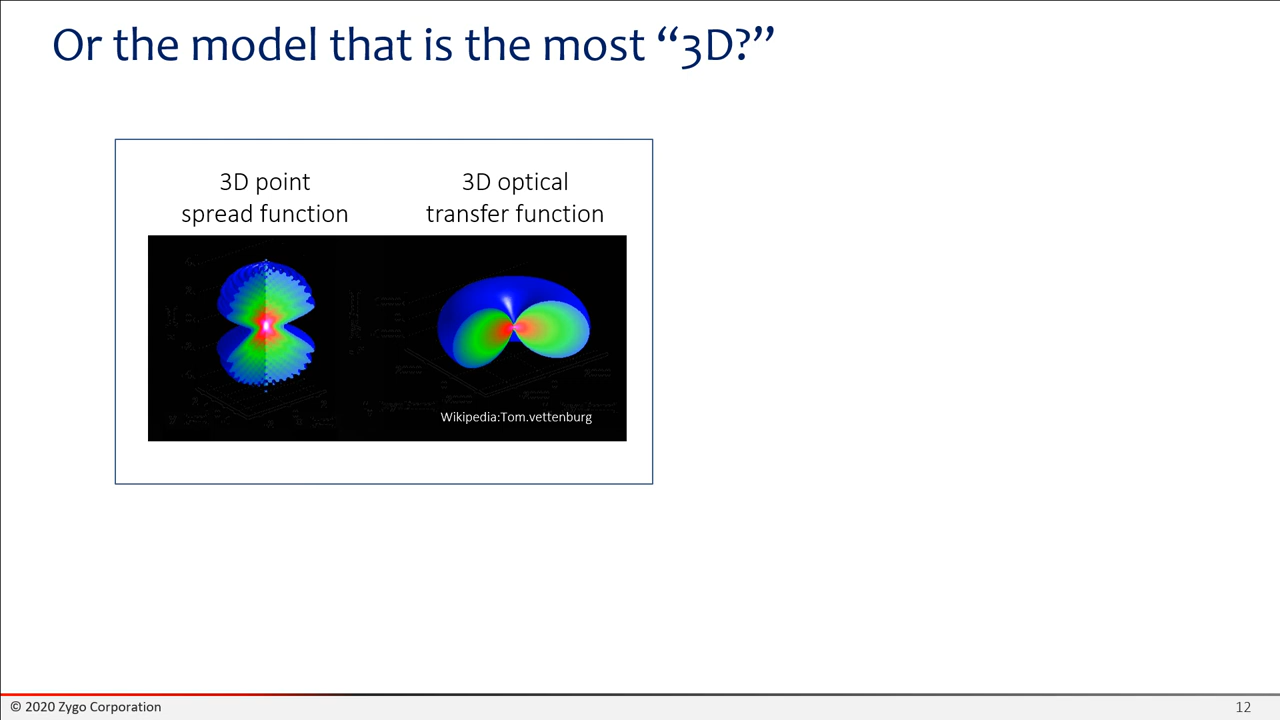 Or the model that is the most “3D?”
3D point
spread function
3D optical
transfer function
Wikipedia:Tom.vettenburg
© 2020 Zygo Corporation
12